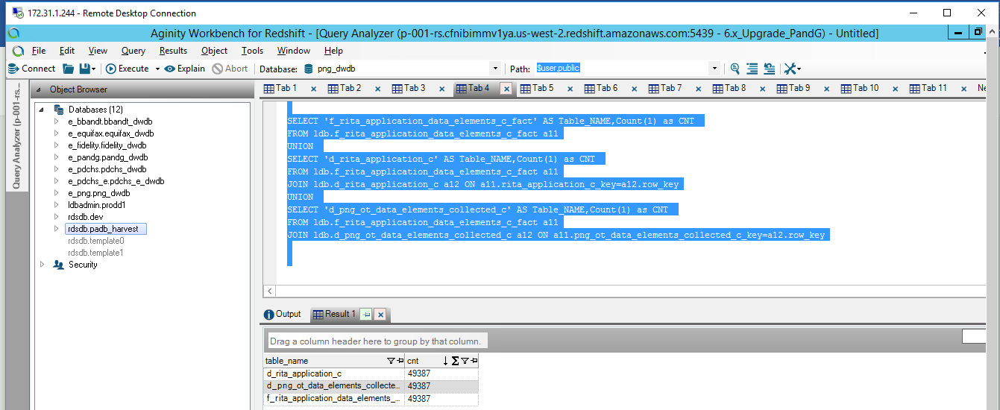 172.31.1.244 - Remote Desktop Connection
Aginity Workbench for Redshift - [Query Analyzer (p-001-rs.cfnibimmv1ya.us-west-2.redshift.amazonaws.com:5439 - 6.x_Upgrade_PandG) - Untitled]
File Edit View Query Results Object Tools Window Help
Connect Execute Explain Abort Database: png_dwdb Path: $user,public
Query Analyzer (p-001-rs...
Object Browser
Tab 1 Tab 2 Tab 3 Tab 4 Tab 5 Tab 6 Tab 7 Tab 8 Tab 9 Tab 10 Tab 11 Ne
Databases (12)
e_bbandt.bbandt_dwdb
e_equifax.equifax_dwdb
e_fidelity.fidelity_dwdb
e_pandg.pandg_dwdb
e_pdchs.pdchs_dwdb
e_pdchs_e.pdchs_e_dwdb
e_png.png_dwdb
ldbadmin.prodd1
rdsdb.dev
rdsdb.padb_harvest
rdsdb.template0
rdsdb.template1
Security
SELECT 'f_rita_application_data_elements_c_fact' AS Table_NAME,Count(1) as CNT
FROM ldb.f_rita_application_data_elements_c_fact a11
UNION
SELECT 'd_rita_application_c' AS Table_NAME,Count(1) as CNT
FROM ldb.f_rita_application_data_elements_c_fact a11
JOIN ldb.d_rita_application_c a12 ON a11.rita_application_c_key=a12.row_key
UNION
SELECT 'd_png_ot_data_elements_collected_c' AS Table_NAME,Count(1) as CNT
FROM ldb.f_rita_application_data_elements_c_fact a11
JOIN ldb.d_png_ot_data_elements_collected_c a12 ON a11.png_ot_data_elements_collected_c_key=a12.row_key
Output Result 1
Drag a column header here to group by that column.
table_name cnt
d_rita_application_c 49387
d_png_ot_data_elements_collecte... 49387
f_rita_application_data_elements_... 49387